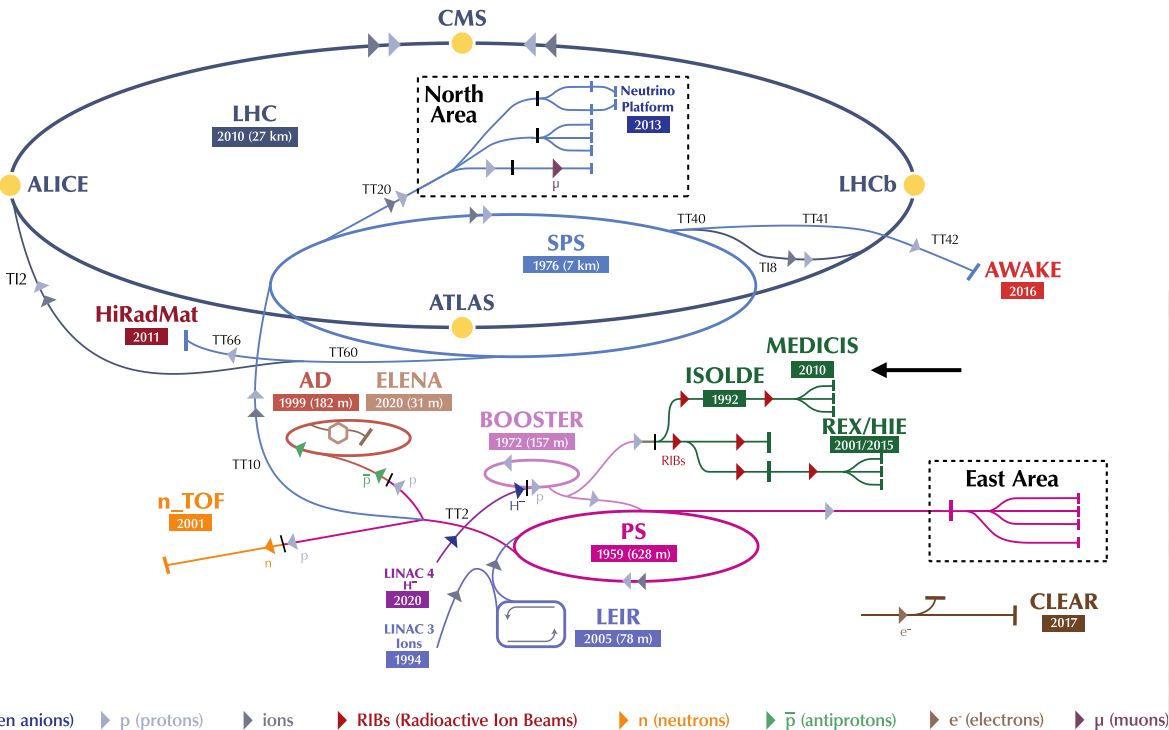 CMS
North
Area
Neutrino
Platform
2013
LHC
2010 (27 km)
μ
ALICE
LHCb
TT20
TT40
TT41
TT42
SPS
1976 (7 km)
TI8
TI2
AWAKE
2016
ATLAS
HiRadMat
2011
TT66
TT60
MEDICIS
2010
ISOLDE
1992
AD
1999 (182 m)
ELENA
2020 (31 m)
BOOSTER
1972 (157 m)
REX/HIE
2001/2015
RIBs
TT10
p̅
p
H⁻
p
East Area
n_TOF
2001
TT2
n
p
PS
1959 (628 m)
LINAC 4
H⁻
2020
LINAC 3
Ions
1994
LEIR
2005 (78 m)
CLEAR
2017
e⁻
en anions)
p (protons)
ions
RIBs (Radioactive Ion Beams)
n (neutrons)
p̅ (antiprotons)
e⁻ (electrons)
μ (muons)